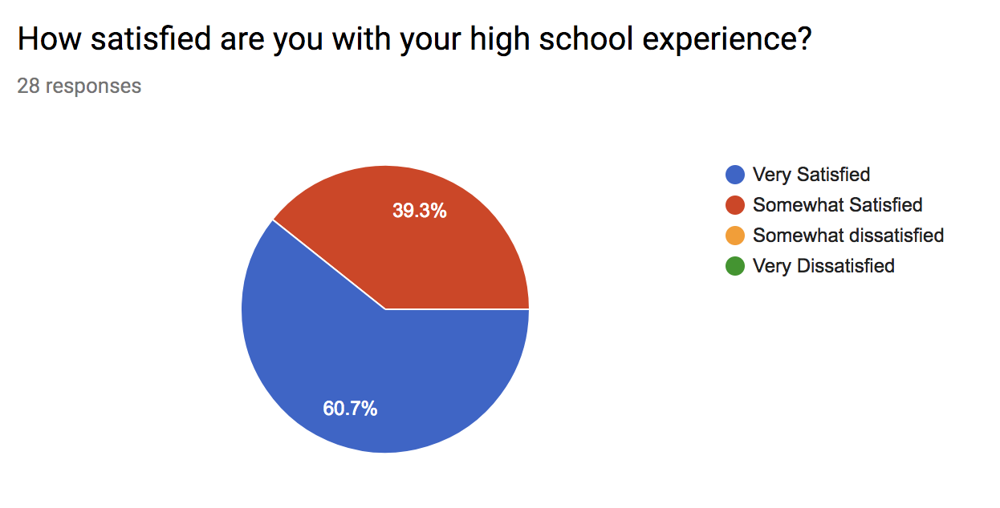 How satisfied are you with your high school experience?
28 responses
39.3%
60.7%
Very Satisfied
Somewhat Satisfied
Somewhat dissatisfied
Very Dissatisfied